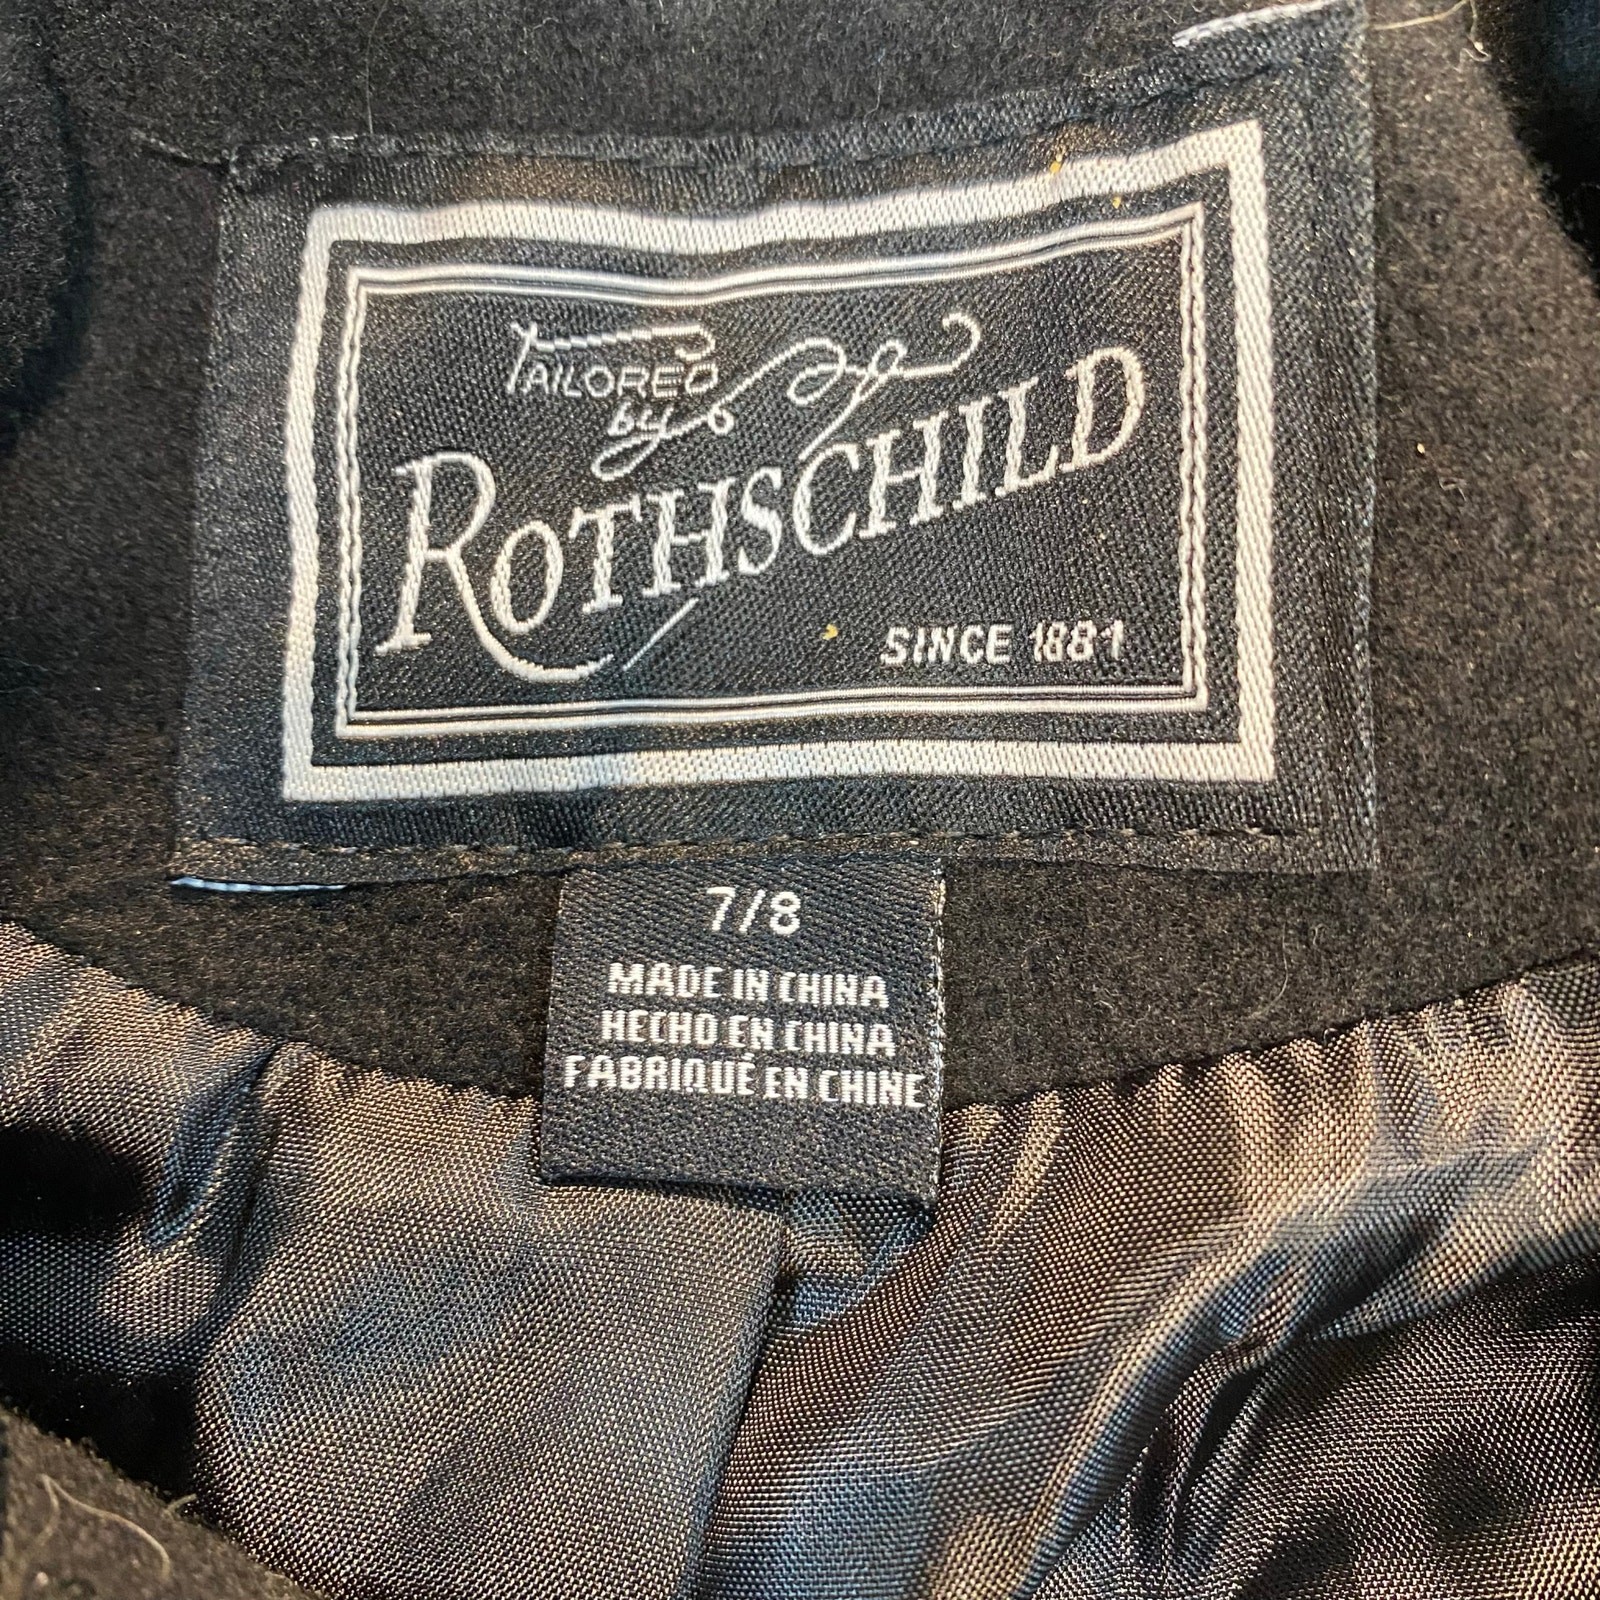 TAILORED
by
ROTHSCHILD
SINCE 1881
7/8
MADE IN CHINA
HECHO EN CHINA
FABRIQUÉ EN CHINE